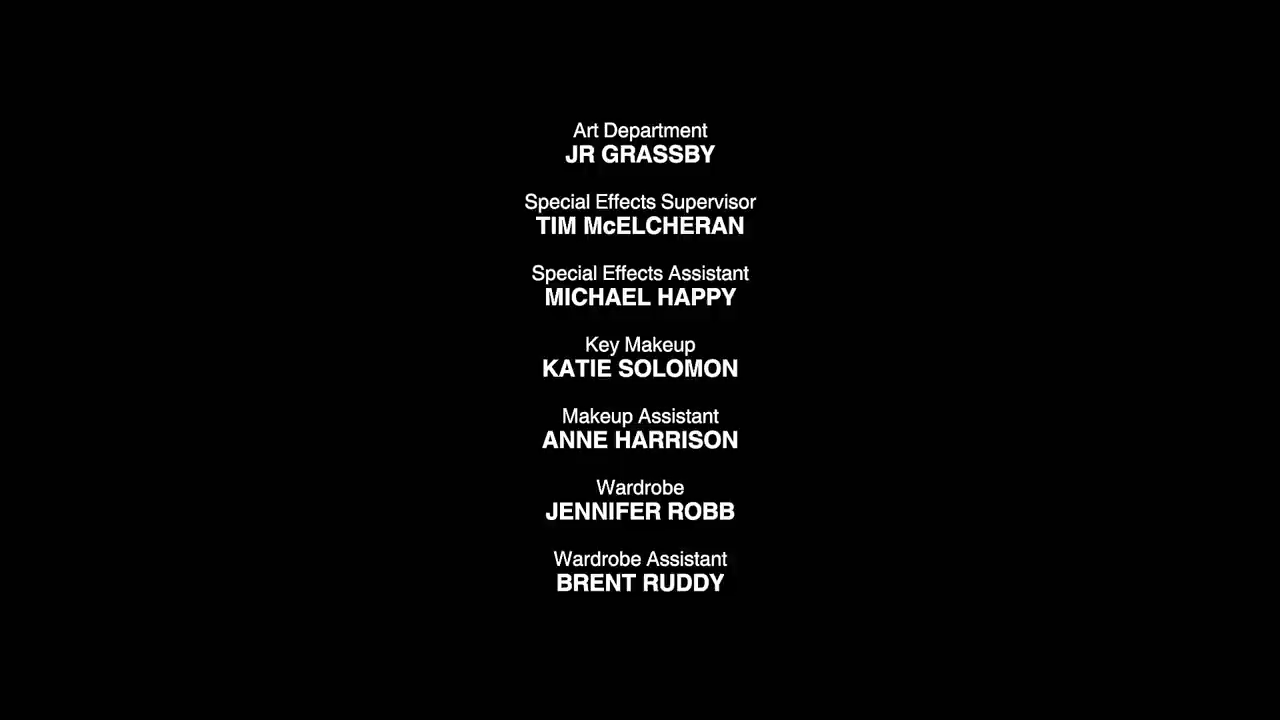 Art Department
JR GRASSBY
Special Effects Supervisor
TIM McELCHERAN
Special Effects Assistant
MICHAEL HAPPY
Key Makeup
KATIE SOLOMON
Makeup Assistant
ANNE HARRISON
Wardrobe
JENNIFER ROBB
Wardrobe Assistant
BRENT RUDDY